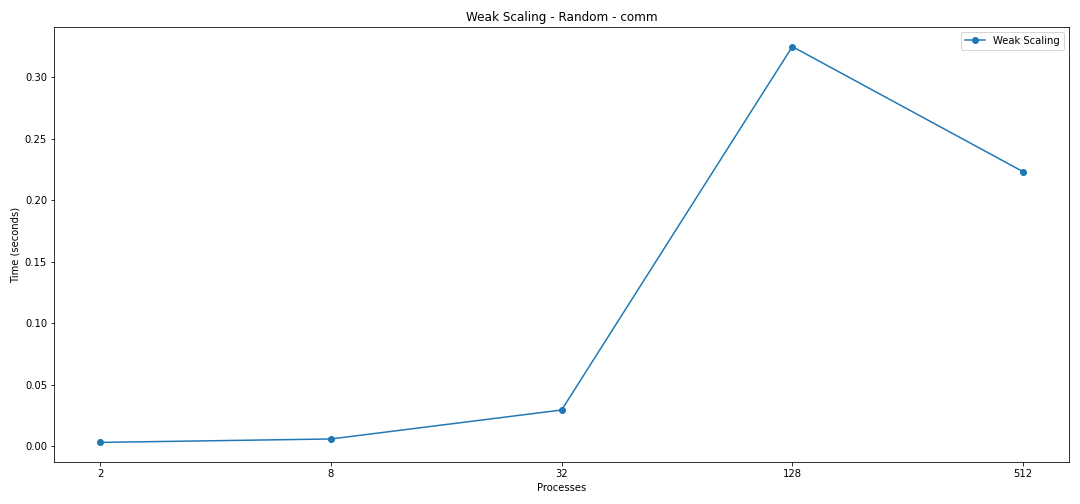 Weak Scaling - Random - comm
Weak Scaling
Time (seconds)
0.30
0.25
0.20
0.15
0.10
0.05
0.00
2 8 32 128 512
Processes